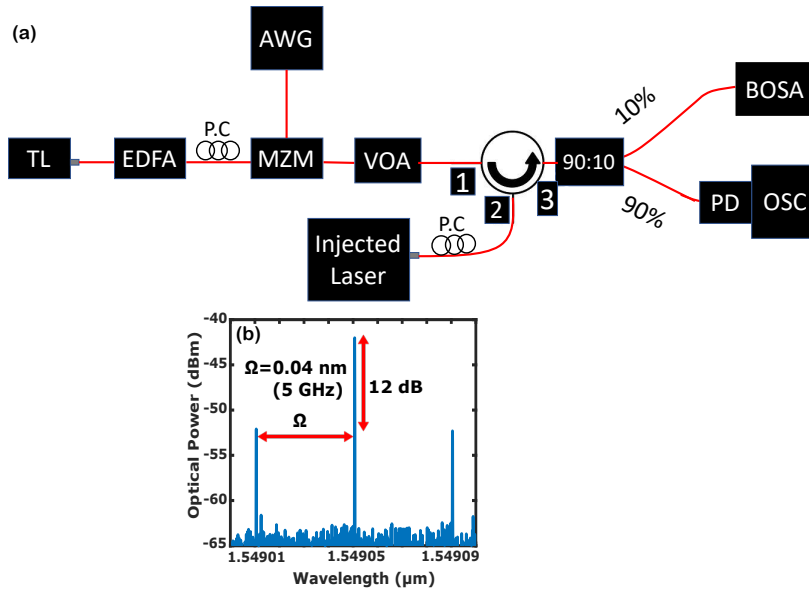 (a)
AWG
BOSA
10%
P.C
TL
EDFA
MZM
VOA
1
2
3
90:10
PD
OSC
90%
P.C
Injected
Laser
(b)
-40
-45
-50
-55
-60
-65
Optical Power (dBm)
Ω=0.04 nm
(5 GHz)
12 dB
Ω
1.54901
1.54905
1.54909
Wavelength (μm)